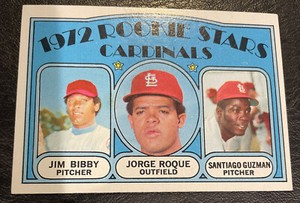 1972 ROOKIE STARS
CARDINALS
JIM BIBBY
PITCHER
JORGE ROQUE
OUTFIELD
SANTIAGO GUZMAN
PITCHER